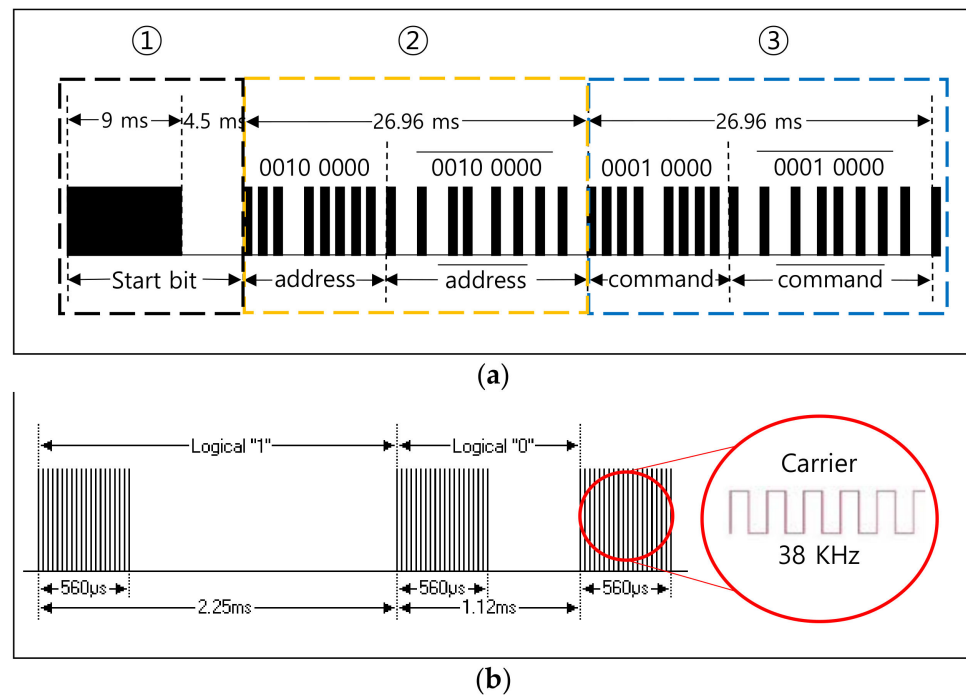 ① ② ③
9 ms 4.5 ms 26.96 ms 26.96 ms
0010 0000 0010 0000 0001 0000 0001 0000
Start bit address address command command
(a)
Logical "1" Logical "0"
Carrier
38 KHz
560µs 560µs 560µs
2.25ms 1.12ms
(b)